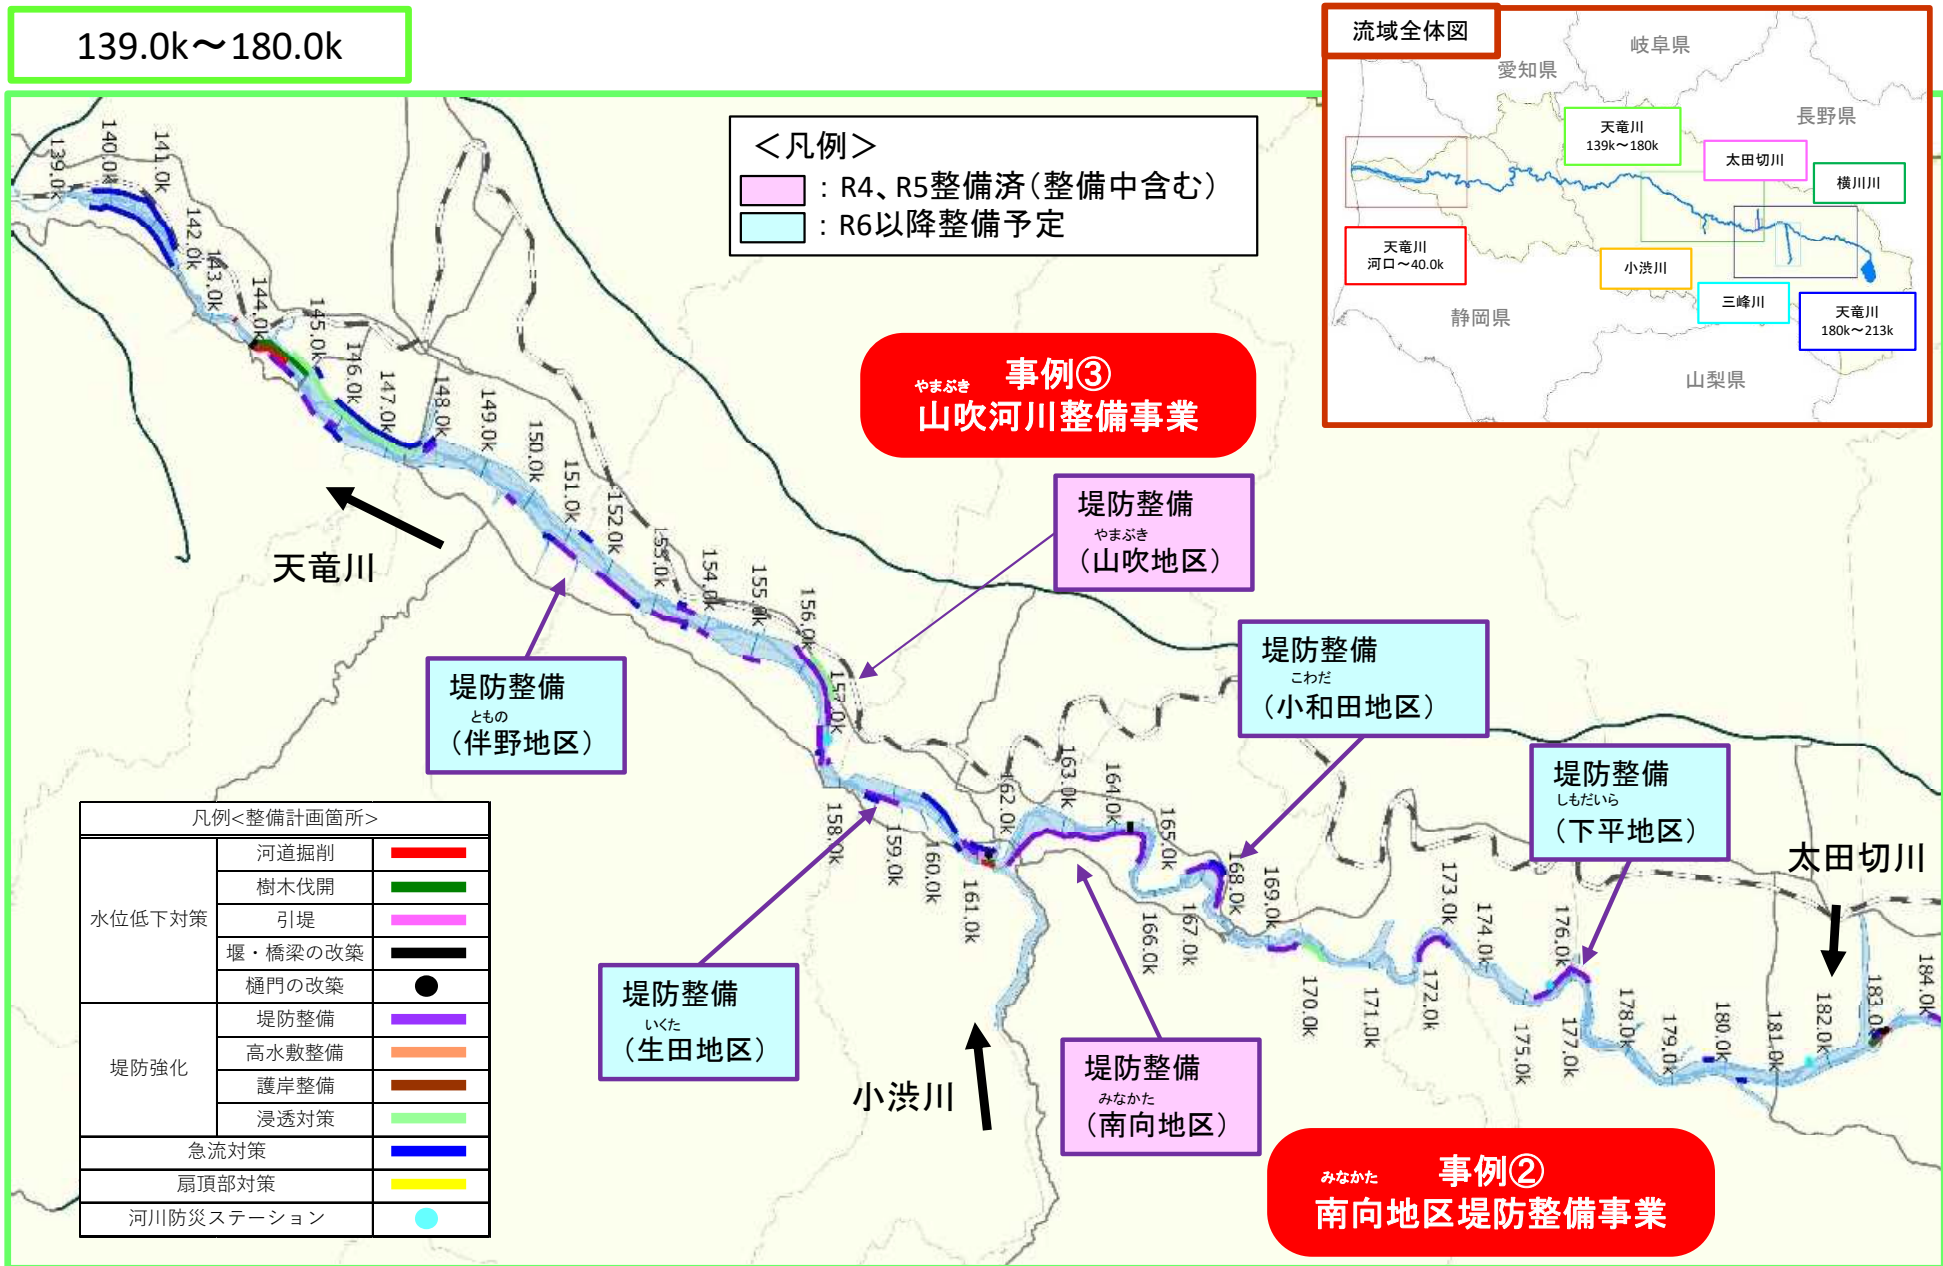 139.0k～180.0k
流域全体図
岐阜県
愛知県
長野県
天竜川
139k～180k
太田切川
横川川
天竜川
河口～40.0k
小渋川
三峰川
天竜川
180k～213k
静岡県
山梨県
＜凡例＞
：R4、R5整備済（整備中含む）
：R6以降整備予定
139.0k
140.0k
141.0k
142.0k
143.0k
144.0k
145.0k
146.0k
147.0k
148.0k
149.0k
150.0k
151.0k
152.0k
153.0k
154.0k
155.0k
156.0k
157.0k
158.0k
159.0k
160.0k
161.0k
162.0k
163.0k
164.0k
165.0k
166.0k
167.0k
168.0k
169.0k
170.0k
171.0k
172.0k
173.0k
174.0k
175.0k
176.0k
177.0k
178.0k
179.0k
180.0k
181.0k
182.0k
183.0k
184.0k
やまぶき 事例③
山吹河川整備事業
堤防整備
やまぶき
（山吹地区）
天竜川
堤防整備
ともの
（伴野地区）
堤防整備
こわだ
（小和田地区）
堤防整備
しもだいら
（下平地区）
太田切川
堤防整備
いくた
（生田地区）
小渋川
堤防整備
みなかた
（南向地区）
みなかた 事例②
南向地区堤防整備事業
凡例<整備計画箇所>
水位低下対策
河道掘削
樹木伐開
引堤
堰・橋梁の改築
樋門の改築
堤防強化
堤防整備
高水敷整備
護岸整備
浸透対策
急流対策
扇頂部対策
河川防災ステーション